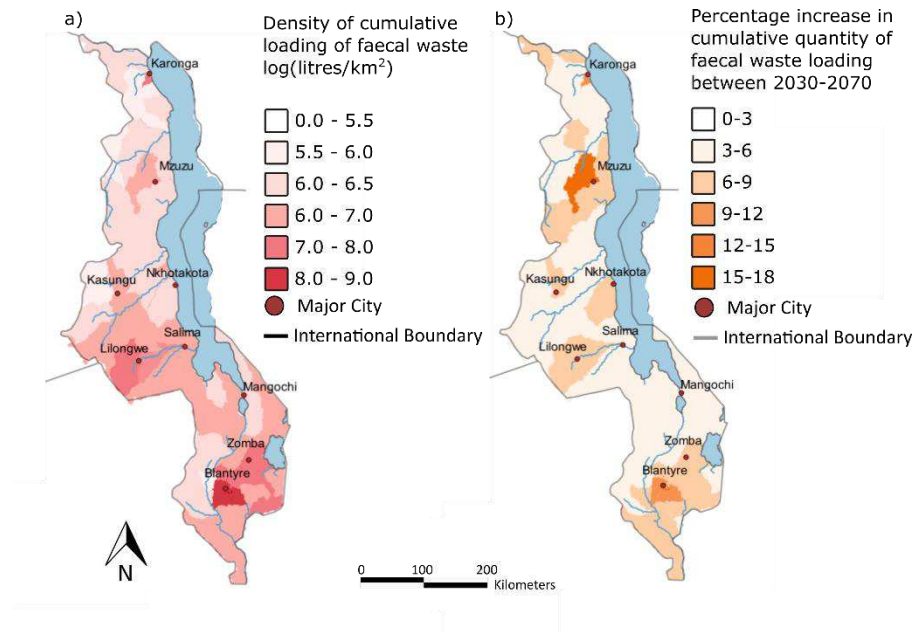 a)
Density of cumulative
loading of faecal waste
log(litres/km²)
0.0 - 5.5
5.5 - 6.0
6.0 - 6.5
6.0 - 7.0
7.0 - 8.0
8.0 - 9.0
Major City
International Boundary
Karonga
Mzuzu
Nkhotakota
Kasungu
Salima
Lilongwe
Mangochi
Zomba
Blantyre
N
b)
Percentage increase in
cumulative quantity of
faecal waste loading
between 2030-2070
0-3
3-6
6-9
9-12
12-15
15-18
Major City
International Boundary
Karonga
Mzuzu
Nkhotakota
Kasungu
Salima
Lilongwe
Mangochi
Zomba
Blantyre
0 100 200
Kilometers